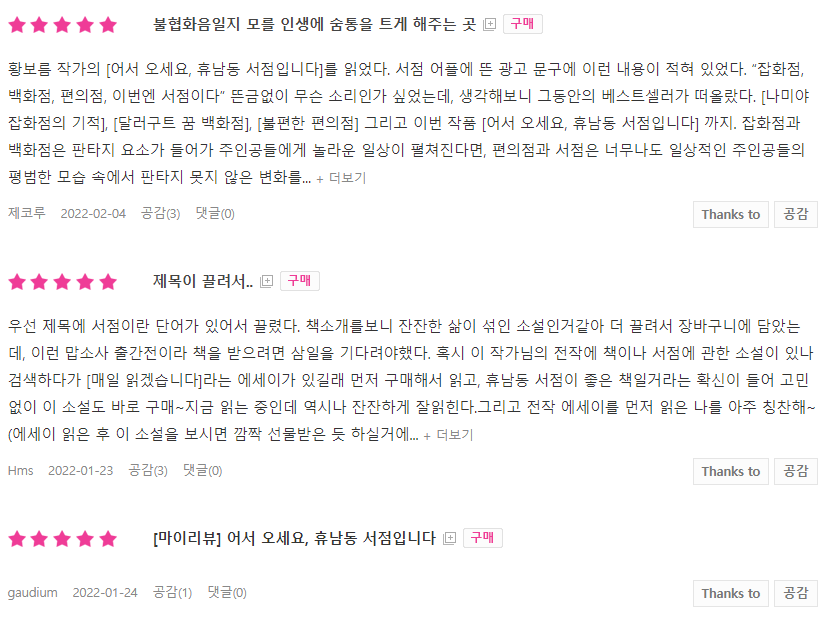 불협화음일지 모를 인생에 숨통을 트게 해주는 곳 구매
황보름 작가의 [어서 오세요, 휴남동 서점입니다]를 읽었다. 서점 어플에 뜬 광고 문구에 이런 내용이 적혀 있었다. “잡화점,
백화점, 편의점, 이번엔 서점이다” 뜬금없이 무슨 소리인가 싶었는데, 생각해보니 그동안의 베스트셀러가 떠올랐다. [나미야
잡화점의 기적], [달러구트 꿈 백화점], [불편한 편의점] 그리고 이번 작품 [어서 오세요, 휴남동 서점입니다] 까지. 잡화점과
백화점은 판타지 요소가 들어가 주인공들에게 놀라운 일상이 펼쳐진다면, 편의점과 서점은 너무나도 일상적인 주인공들의
평범한 모습 속에서 판타지 못지 않은 변화를... + 더보기
제코루 2022-02-04 공감(3) 댓글(0) Thanks to 공감
제목이 끌려서.. 구매
우선 제목에 서점이란 단어가 있어서 끌렸다. 책소개를보니 잔잔한 삶이 섞인 소설인거같아 더 끌려서 장바구니에 담았는
데, 이런 맙소사 출간전이라 책을 받으려면 삼일을 기다려야했다. 혹시 이 작가님의 전작에 책이나 서점에 관한 소설이 있나
검색하다가 [매일 읽겠습니다]라는 에세이가 있길래 먼저 구매해서 읽고, 휴남동 서점이 좋은 책일거라는 확신이 들어 고민
없이 이 소설도 바로 구매~지금 읽는 중인데 역시나 잔잔하게 잘읽힌다.그리고 전작 에세이를 먼저 읽은 나를 아주 칭찬해~
(에세이 읽은 후 이 소설을 보시면 깜짝 선물받은 듯 하실거에... + 더보기
Hms 2022-01-23 공감(3) 댓글(0) Thanks to 공감
[마이리뷰] 어서 오세요, 휴남동 서점입니다 구매
gaudium 2022-01-24 공감(1) 댓글(0) Thanks to 공감